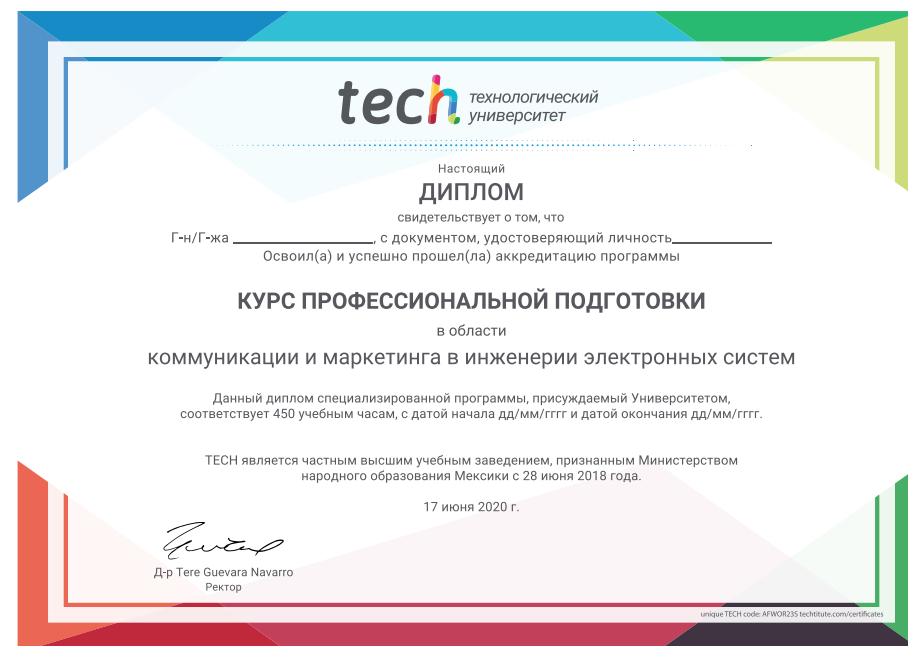 tech технологический
университет
Настоящий
ДИПЛОМ
свидетельствует о том, что
Г-н/Г-жа ____________________, с документом, удостоверяющий личность______________
Освоил(а) и успешно прошел(ла) аккредитацию программы
КУРС ПРОФЕССИОНАЛЬНОЙ ПОДГОТОВКИ
в области
коммуникации и маркетинга в инженерии электронных систем
Данный диплом специализированной программы, присуждаемый Университетом,
соответствует 450 учебным часам, с датой начала дд/мм/гггг и датой окончания дд/мм/гггг.
TECH является частным высшим учебным заведением, признанным Министерством
народного образования Мексики с 28 июня 2018 года.
17 июня 2020 г.
Д-р Tere Guevara Navarro
Ректор
unique TECH code: AFWOR23S techtitute.com/certificates